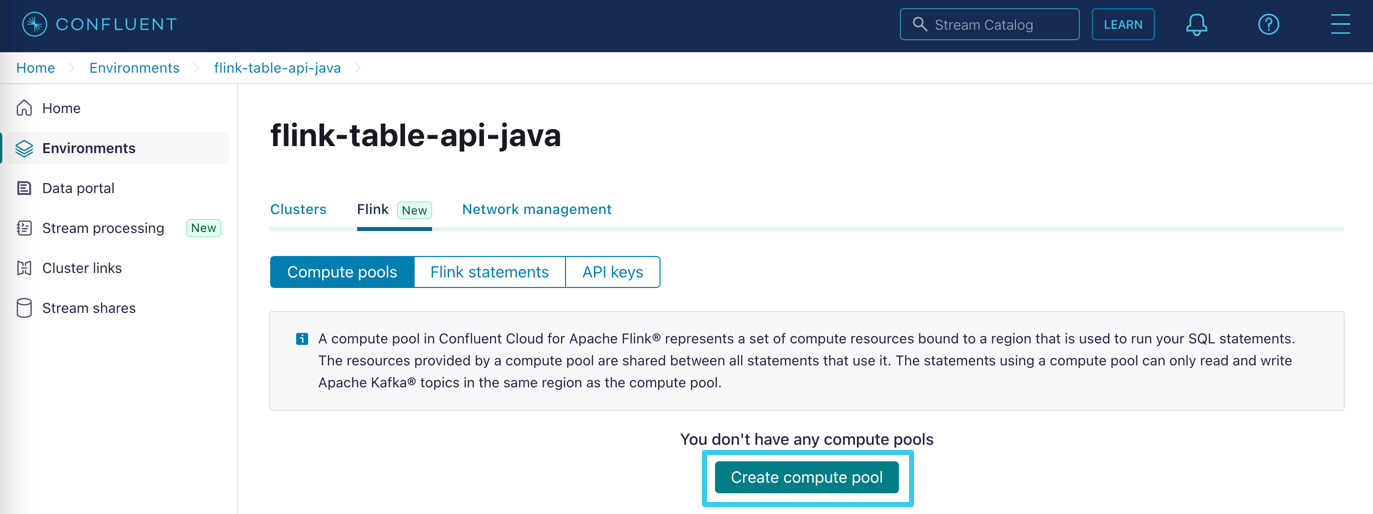 CONFLUENT
Stream Catalog
LEARN
Home
Environments
flink-table-api-java
Home
Environments
Data portal
Stream processing New
Cluster links
Stream shares
flink-table-api-java
Clusters
Flink New
Network management
Compute pools
Flink statements
API keys
A compute pool in Confluent Cloud for Apache Flink® represents a set of compute resources bound to a region that is used to run your SQL statements.
The resources provided by a compute pool are shared between all statements that use it. The statements using a compute pool can only read and write
Apache Kafka® topics in the same region as the compute pool.
You don't have any compute pools
Create compute pool